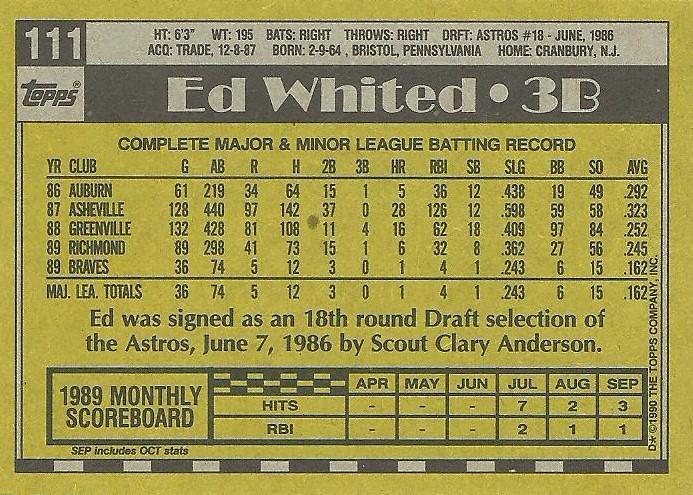 111
HT: 6'3" WT: 195 BATS: RIGHT THROWS: RIGHT DRFT: ASTROS #18 - JUNE, 1986
ACQ: TRADE, 12-8-87 BORN: 2-9-64, BRISTOL, PENNSYLVANIA HOME: CRANBURY, N.J.
Topps®
Ed Whited • 3B
COMPLETE MAJOR & MINOR LEAGUE BATTING RECORD
YR CLUB G AB R H 2B 3B HR RBI SB SLG BB SO AVG
86 AUBURN 61 219 34 64 15 1 5 36 12 .438 19 49 .292
87 ASHEVILLE 128 440 97 142 37 0 28 126 12 .598 59 58 .323
88 GREENVILLE 132 428 81 108 11 4 16 62 18 .409 97 84 .252
89 RICHMOND 89 298 41 73 15 1 6 32 8 .362 27 56 .245
89 BRAVES 36 74 5 12 3 0 1 4 1 .243 6 15 .162
MAJ. LEA. TOTALS 36 74 5 12 3 0 1 4 1 .243 6 15 .162
Ed was signed as an 18th round Draft selection of
the Astros, June 7, 1986 by Scout Clary Anderson.
1989 MONTHLY
SCOREBOARD
APR MAY JUN JUL AUG SEP
HITS - - - 7 2 3
RBI - - - 2 1 1
SEP includes OCT stats
D* ©1990 THE TOPPS COMPANY, INC.